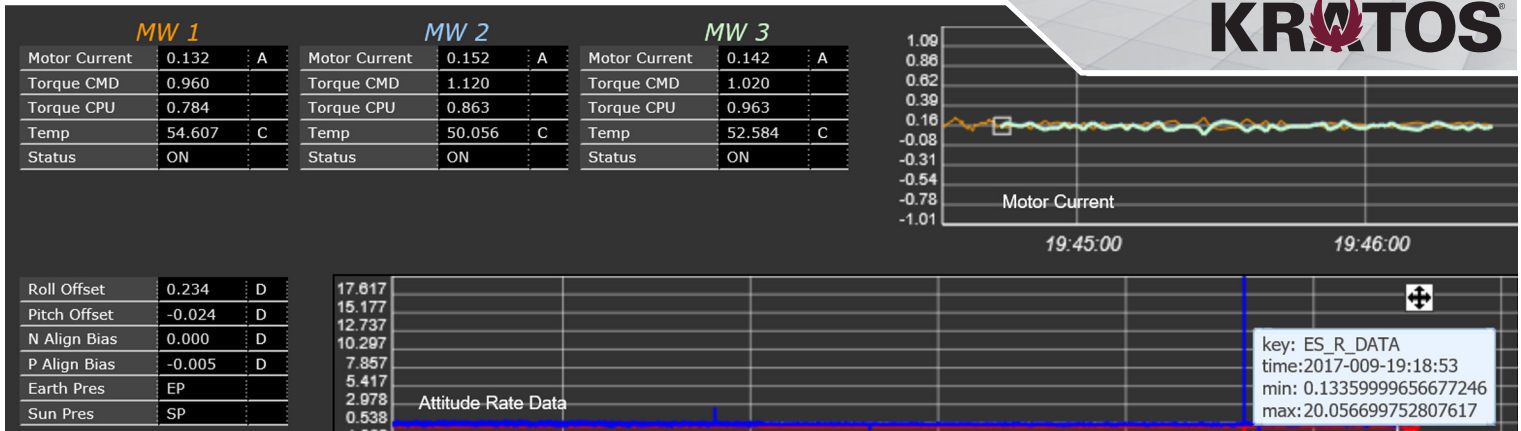 KRATOS®
MW 1
Motor Current 0.132 A
Torque CMD 0.960
Torque CPU 0.784
Temp 54.607 C
Status ON
MW 2
Motor Current 0.152 A
Torque CMD 1.120
Torque CPU 0.863
Temp 50.056 C
Status ON
MW 3
Motor Current 0.142 A
Torque CMD 1.020
Torque CPU 0.963
Temp 52.584 C
Status ON
1.09
0.86
0.62
0.39
0.16
-0.08
-0.31
-0.54
-0.78
-1.01
Motor Current
19:45:00 19:46:00
Roll Offset 0.234 D
Pitch Offset -0.024 D
N Align Bias 0.000 D
P Align Bias -0.005 D
Earth Pres EP
Sun Pres SP
17.617
15.177
12.737
10.297
7.857
5.417
2.978
0.538
Attitude Rate Data
key: ES_R_DATA
time:2017-009-19:18:53
min: 0.13359999656677246
max:20.056699752807617